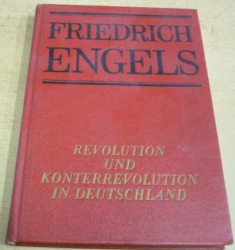 FRIEDRICH
ENGELS
REVOLUTION
UND
KONTERREVOLUTION
IN DEUTSCHLAND